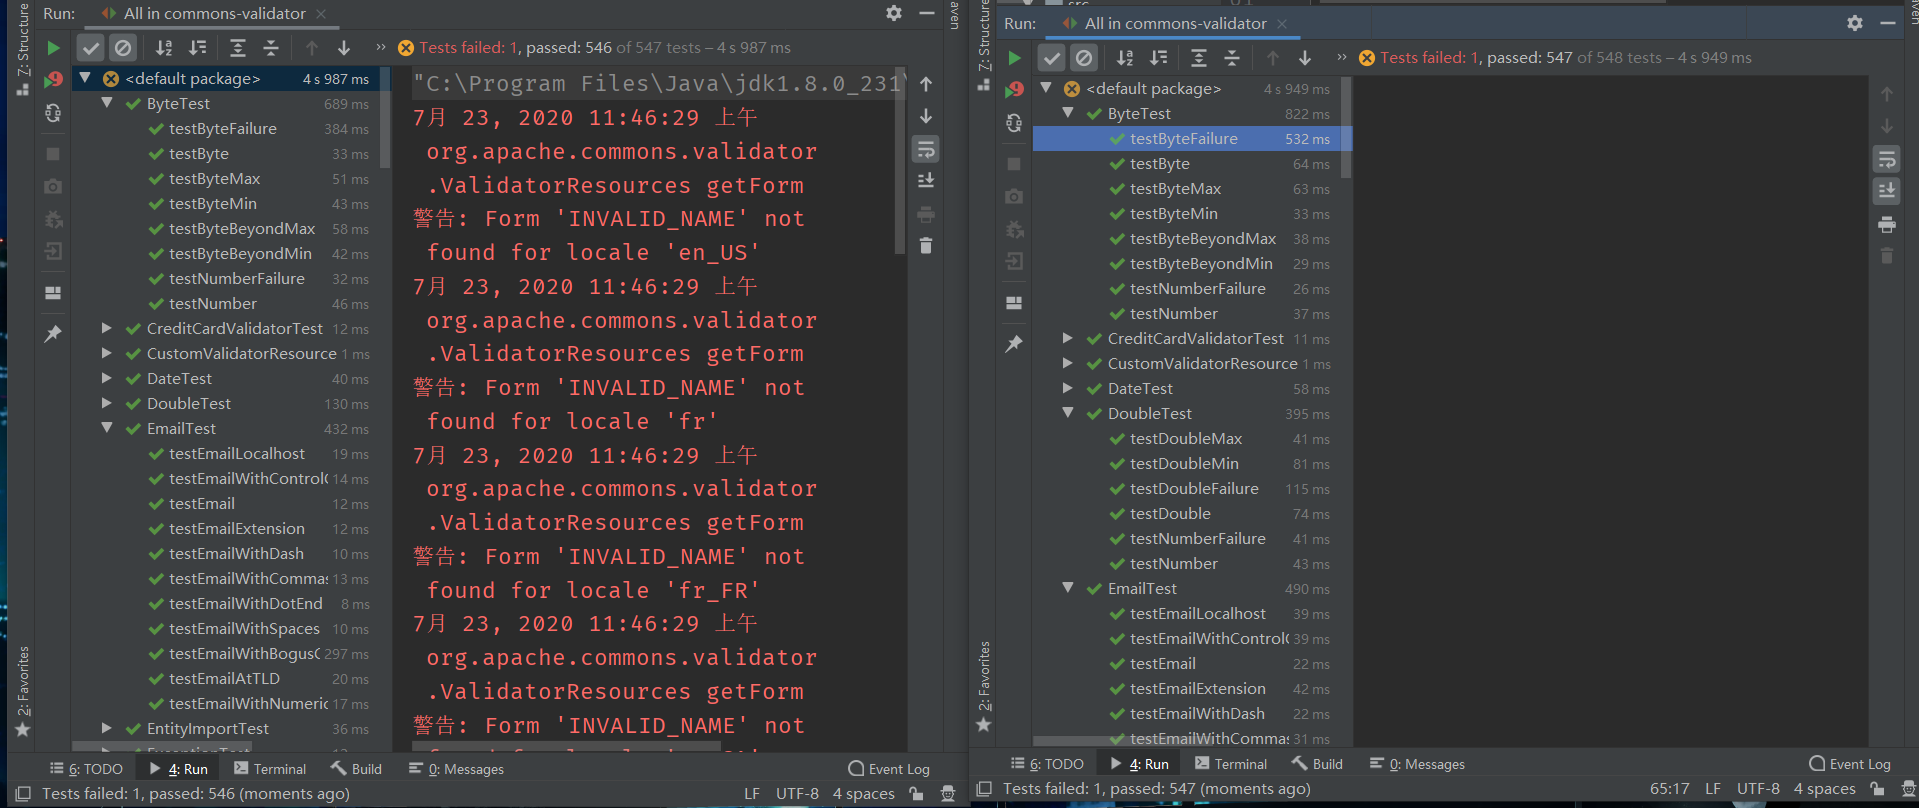 Run: All in commons-validator
Tests failed: 1, passed: 546 of 547 tests – 4 s 987 ms
<default package> 4 s 987 ms
ByteTest 689 ms
testByteFailure 384 ms
testByte 33 ms
testByteMax 51 ms
testByteMin 43 ms
testByteBeyondMax 58 ms
testByteBeyondMin 42 ms
testNumberFailure 32 ms
testNumber 46 ms
CreditCardValidatorTest 12 ms
CustomValidatorResource 1 ms
DateTest 40 ms
DoubleTest 130 ms
EmailTest 432 ms
testEmailLocalhost 19 ms
testEmailWithControl 14 ms
testEmail 12 ms
testEmailExtension 12 ms
testEmailWithDash 10 ms
testEmailWithCommas 13 ms
testEmailWithDotEnd 8 ms
testEmailWithSpaces 10 ms
testEmailWithBogus 297 ms
testEmailAtTLD 20 ms
testEmailWithNumeric 17 ms
EntityImportTest 36 ms
"C:\Program Files\Java\jdk1.8.0_231\
7月 23, 2020 11:46:29 上午
org.apache.commons.validator
.ValidatorResources getForm
警告: Form 'INVALID_NAME' not
found for locale 'en_US'
7月 23, 2020 11:46:29 上午
org.apache.commons.validator
.ValidatorResources getForm
警告: Form 'INVALID_NAME' not
found for locale 'fr'
7月 23, 2020 11:46:29 上午
org.apache.commons.validator
.ValidatorResources getForm
警告: Form 'INVALID_NAME' not
found for locale 'fr_FR'
7月 23, 2020 11:46:29 上午
org.apache.commons.validator
.ValidatorResources getForm
警告: Form 'INVALID_NAME' not
7: Structure
2: Favorites
aven
6: TODO 4: Run Terminal Build 0: Messages Event Log
Tests failed: 1, passed: 546 (moments ago) LF UTF-8 4 spaces
src
Run: All in commons-validator
Tests failed: 1, passed: 547 of 548 tests – 4 s 949 ms
<default package> 4 s 949 ms
ByteTest 822 ms
testByteFailure 532 ms
testByte 64 ms
testByteMax 63 ms
testByteMin 33 ms
testByteBeyondMax 38 ms
testByteBeyondMin 29 ms
testNumberFailure 26 ms
testNumber 37 ms
CreditCardValidatorTest 11 ms
CustomValidatorResource 1 ms
DateTest 58 ms
DoubleTest 395 ms
testDoubleMax 41 ms
testDoubleMin 81 ms
testDoubleFailure 115 ms
testDouble 74 ms
testNumberFailure 41 ms
testNumber 43 ms
EmailTest 490 ms
testEmailLocalhost 39 ms
testEmailWithControl 39 ms
testEmail 22 ms
testEmailExtension 42 ms
testEmailWithDash 22 ms
testEmailWithCommas 31 ms
7: Structure
2: Favorites
aven
6: TODO 4: Run Terminal Build 0: Messages Event Log
Tests failed: 1, passed: 547 (moments ago) 65:17 LF UTF-8 4 spaces